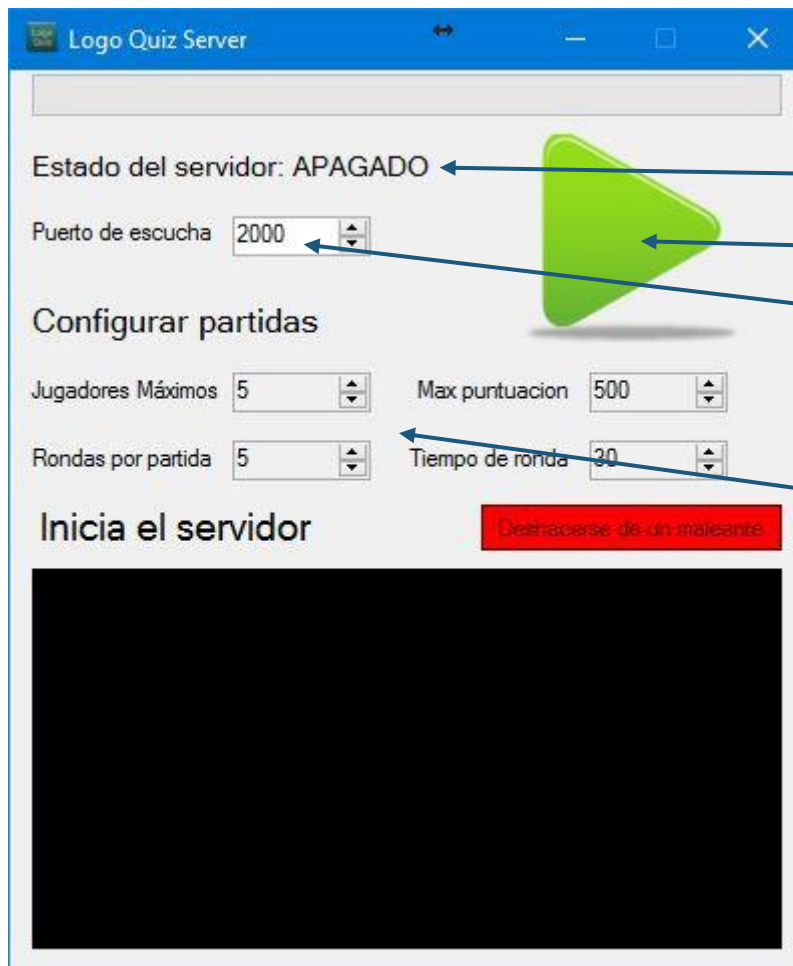 Logo Quiz Server
Estado del servidor: APAGADO
Puerto de escucha 2000
Configurar partidas
Jugadores Máximos 5 Max puntuacion 500
Rondas por partida 5 Tiempo de ronda 30
Inicia el servidor Deshacerse de un maleante